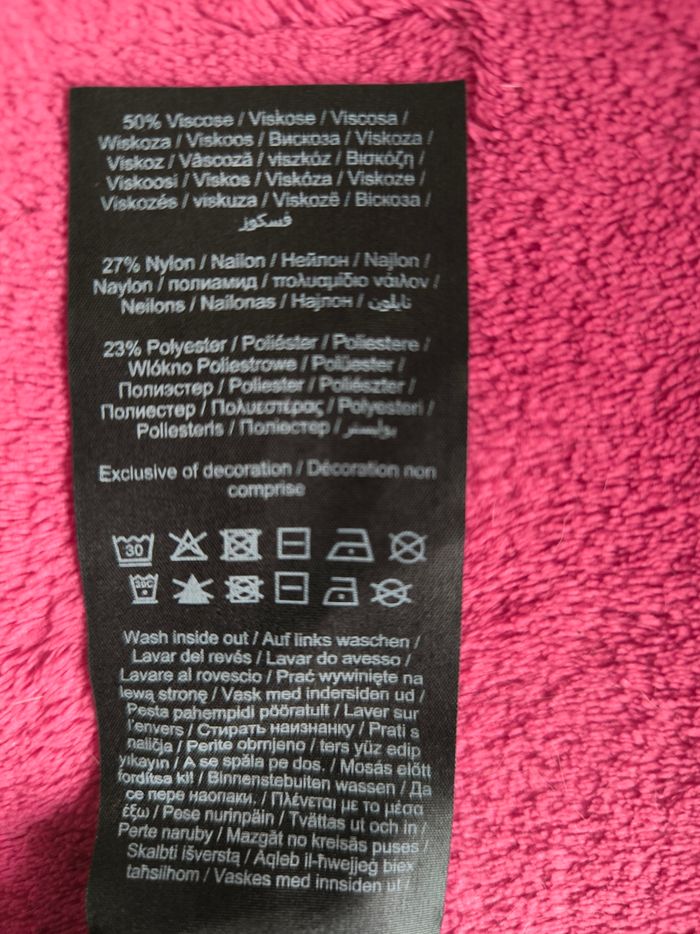 50% Viscose / Viskose / Viscosa /
Wiskoza / Viskoos / Вискоза / Viskoza /
Viskoz / Vâscoză / viszkóz / Βισκόζη /
Viskoosi / Viskos / Viskóza / Viskoze /
Viskozės / viskuza / Viskozë / Віскоза /
فسكوز
27% Nylon / Nailon / Нейлон / Najlon /
Naylon / полиамид / πολυαμίδιο νάιλον /
Neilons / Nailonas / Најлон / نايلون
23% Polyester / Poliéster / Poliestere /
Włókno Poliestrowe / Polüester /
Полиэстер / Poliester / Poliészter /
Полиестер / Πολυεστέρας / Polyesteri /
Poliesteris / Поліестер / بولستر
Exclusive of decoration / Décoration non
comprise
30
30C
Wash inside out / Auf links waschen /
Lavar del revés / Lavar do avesso /
Lavare al rovescio / Prać wywinięte na
lewą stronę / Vask med indersiden ud /
Pesta pahempidi pööratult / Laver sur
l'envers / Стирать наизнанку / Prati s
naličja / Perite obrnjeno / ters yüz edip
yıkayın / A se spăla pe dos. / Mosás előtt
fordítsa ki! / Binnenstebuiten wassen / Да
се пере наопаки. / Πλένεται με το μέσα
έξω / Pese nurinpäin / Tvättas ut och in /
Perte naruby / Mazgāt no kreisās puses /
Skalbti išverstą / Aqleb il-ħwejjeġ biex
taħsilhom / Vaskes med innsiden ut /